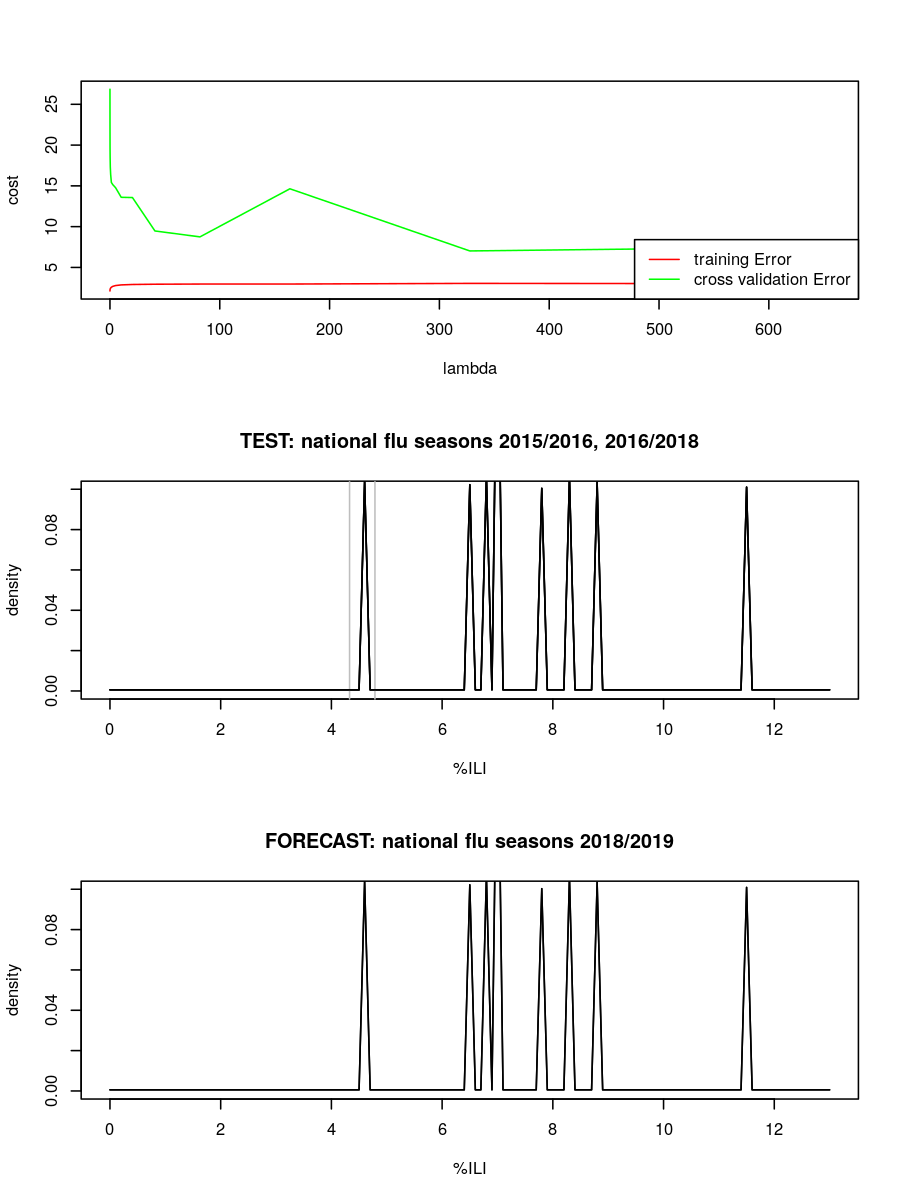 25
20
15
10
5
cost
training Error
cross validation Error
0 100 200 300 400 500 600
lambda
TEST: national flu seasons 2015/2016, 2016/2018
0.08
0.04
0.00
density
0 2 4 6 8 10 12
%ILI
FORECAST: national flu seasons 2018/2019
0.08
0.04
0.00
density
0 2 4 6 8 10 12
%ILI